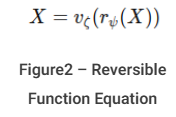 X = v_ζ(r_ψ(X))
Figure2 – Reversible
Function Equation